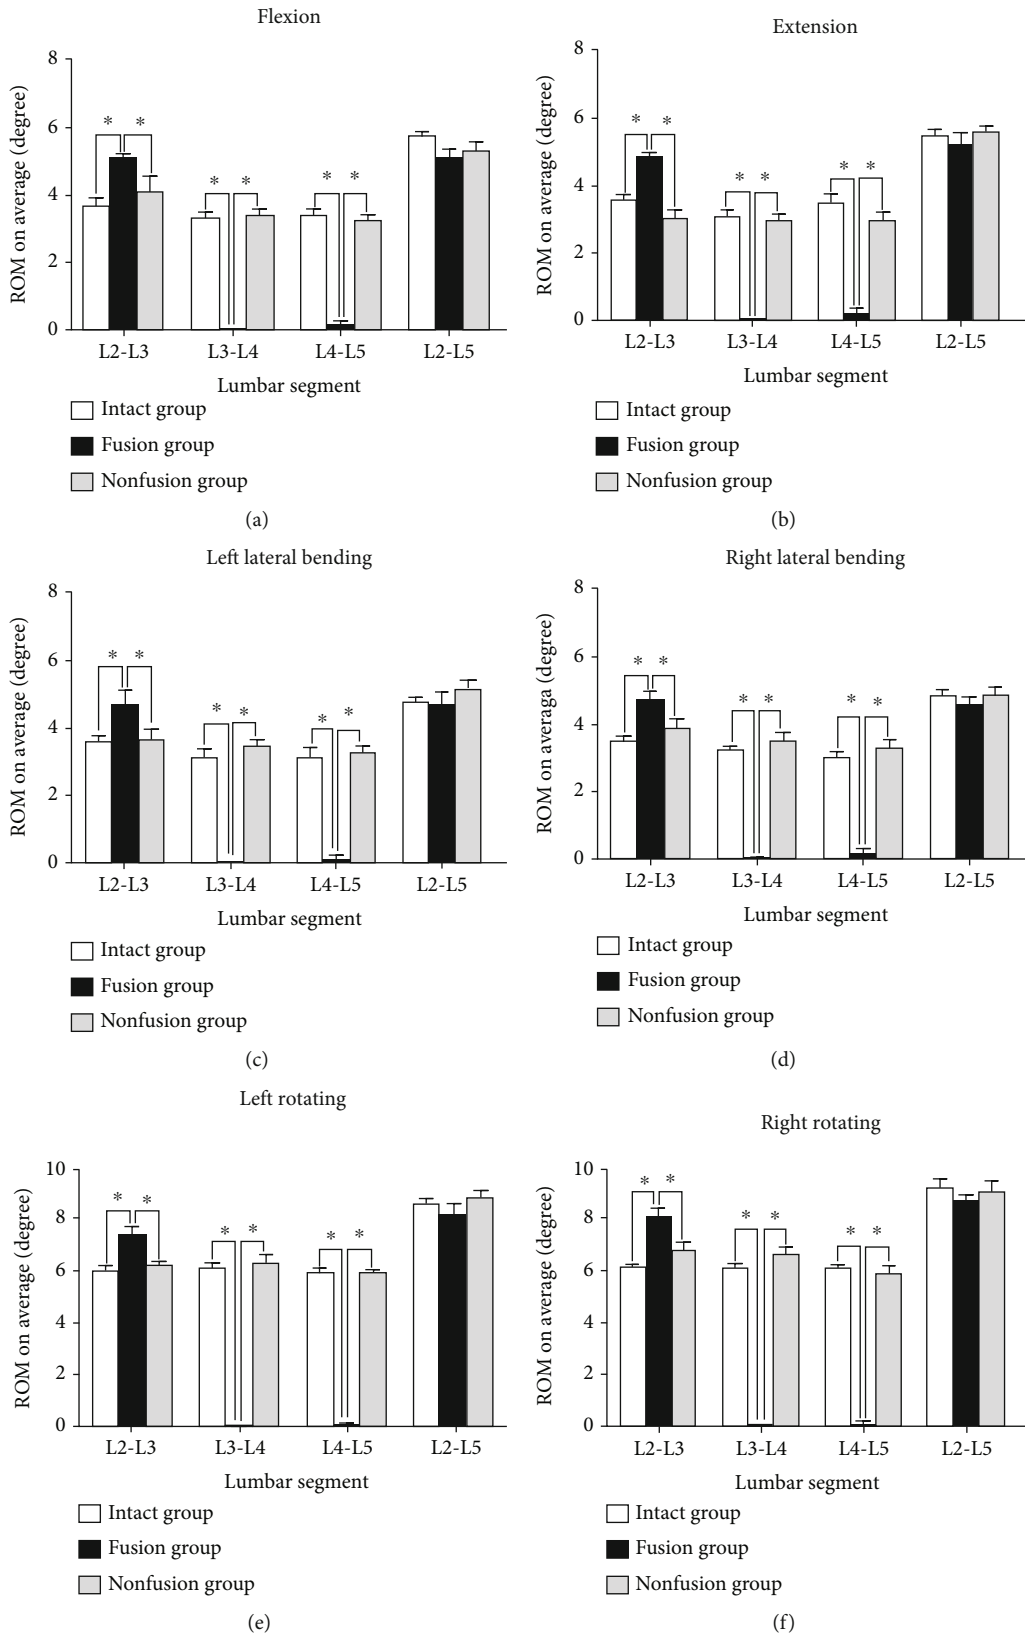 Flexion
ROM on average (degree)
8
6
4
2
0
* * * * * *
L2-L3 L3-L4 L4-L5 L2-L5
Lumbar segment
Intact group
Fusion group
Nonfusion group
(a)
Extension
ROM on average (degree)
8
6
4
2
0
* * * * * *
L2-L3 L3-L4 L4-L5 L2-L5
Lumbar segment
Intact group
Fusion group
Nonfusion group
(b)
Left lateral bending
ROM on average (degree)
8
6
4
2
0
* * * * * *
L2-L3 L3-L4 L4-L5 L2-L5
Lumbar segment
Intact group
Fusion group
Nonfusion group
(c)
Right lateral bending
ROM on averaga (degree)
8
6
4
2
0
* * * * * *
L2-L3 L3-L4 L4-L5 L2-L5
Lumbar segment
Intact group
Fusion group
Nonfusion group
(d)
Left rotating
ROM on average (degree)
10
8
6
4
2
0
* * * * * *
L2-L3 L3-L4 L4-L5 L2-L5
Lumbar segment
Intact group
Fusion group
Nonfusion group
(e)
Right rotating
ROM on average (degree)
10
8
6
4
2
0
* * * * * *
L2-L3 L3-L4 L4-L5 L2-L5
Lumbar segment
Intact group
Fusion group
Nonfusion group
(f)